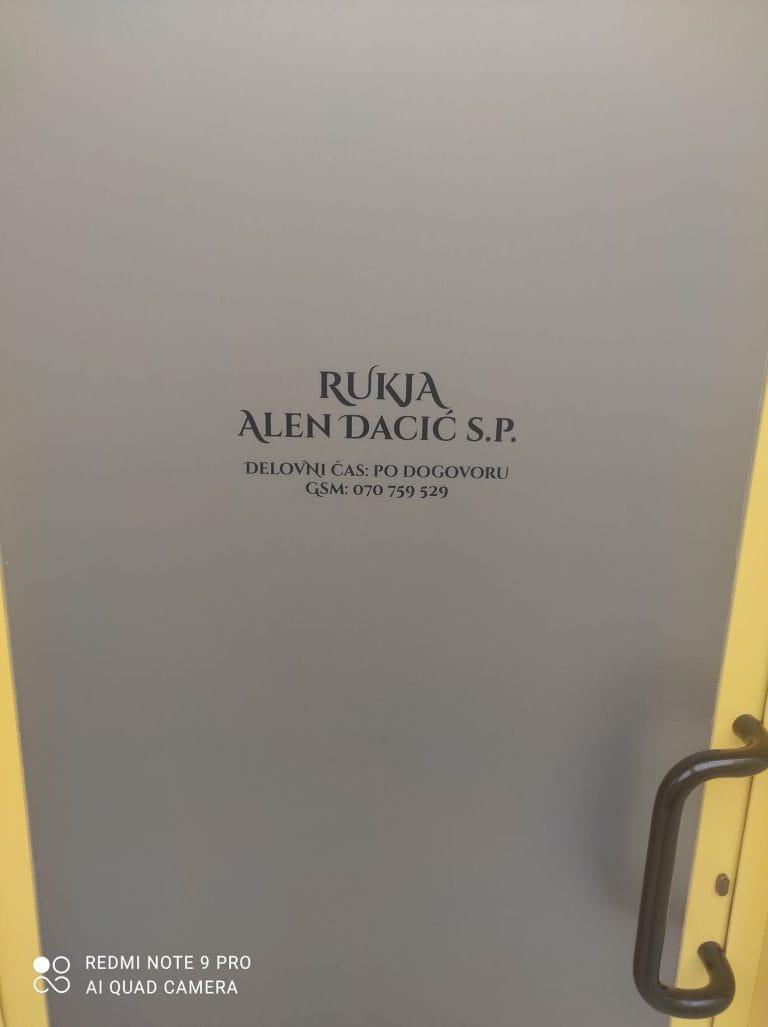 RUKJA
ALEN DACIĆ S.P.
DELOVNI ČAS: PO DOGOVORU
GSM: 070 759 529
REDMI NOTE 9 PRO
AI QUAD CAMERA